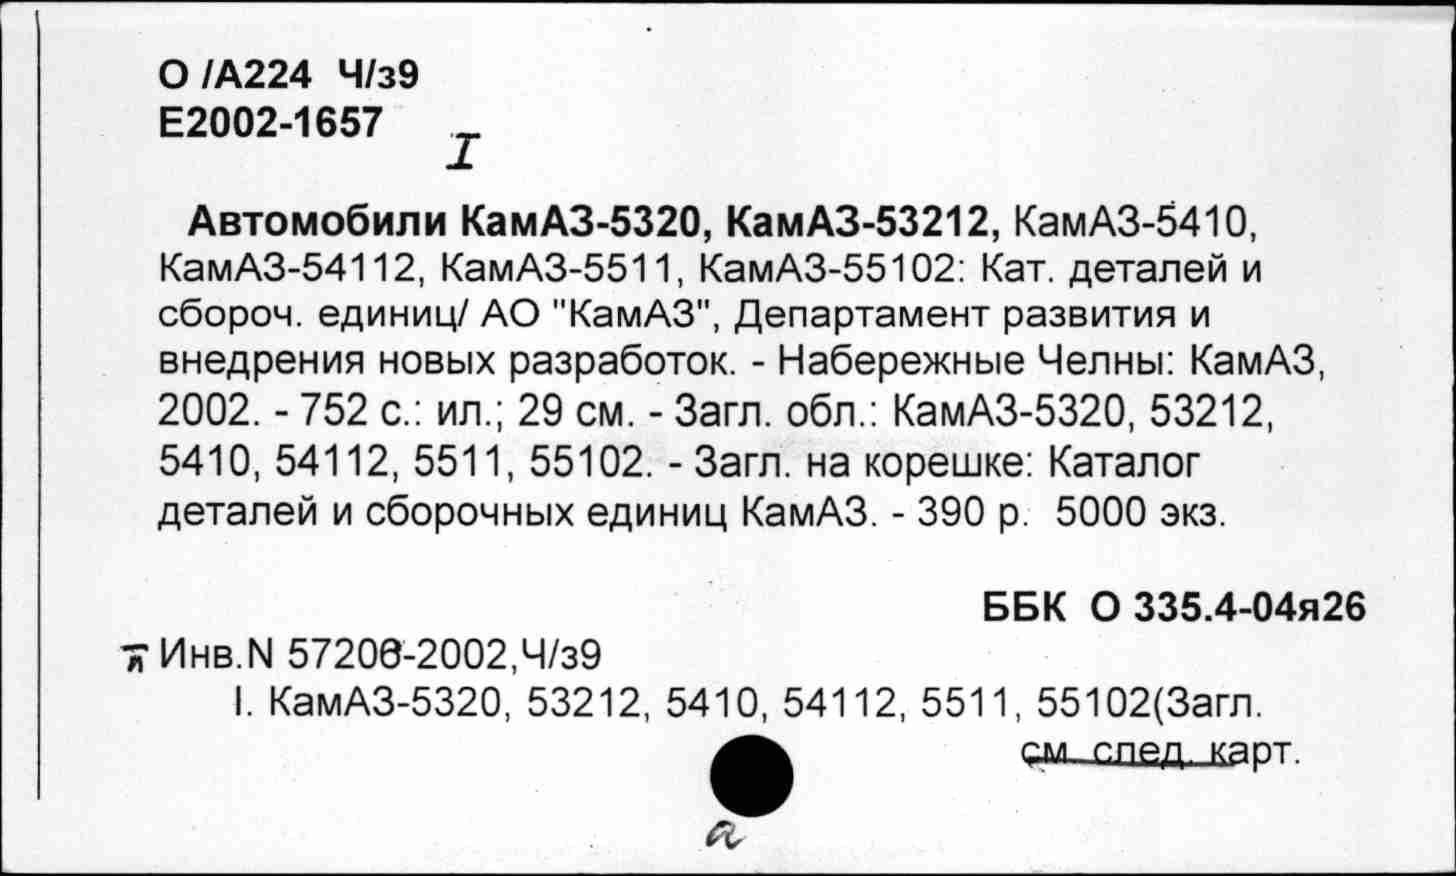 О /А224 Ч/з9
Е2002-1657
I
Автомобили КамАЗ-5320, КамАЗ-53212, КамАЗ-5410,
КамАЗ-54112, КамАЗ-5511, КамАЗ-55102: Кат. деталей и
сбороч. единиц/ АО "КамАЗ", Департамент развития и
внедрения новых разработок. - Набережные Челны: КамАЗ,
2002. - 752 с.: ил.; 29 см. - Загл. обл.: КамАЗ-5320, 53212,
5410, 54112, 5511, 55102. - Загл. на корешке: Каталог
деталей и сборочных единиц КамАЗ. - 390 р. 5000 экз.
ББК О 335.4-04я26
Инв.N
I. КамАЗ-5320, 53212, 5410, 54112, 5511, 55102(Загл.
см. след. карт.
а